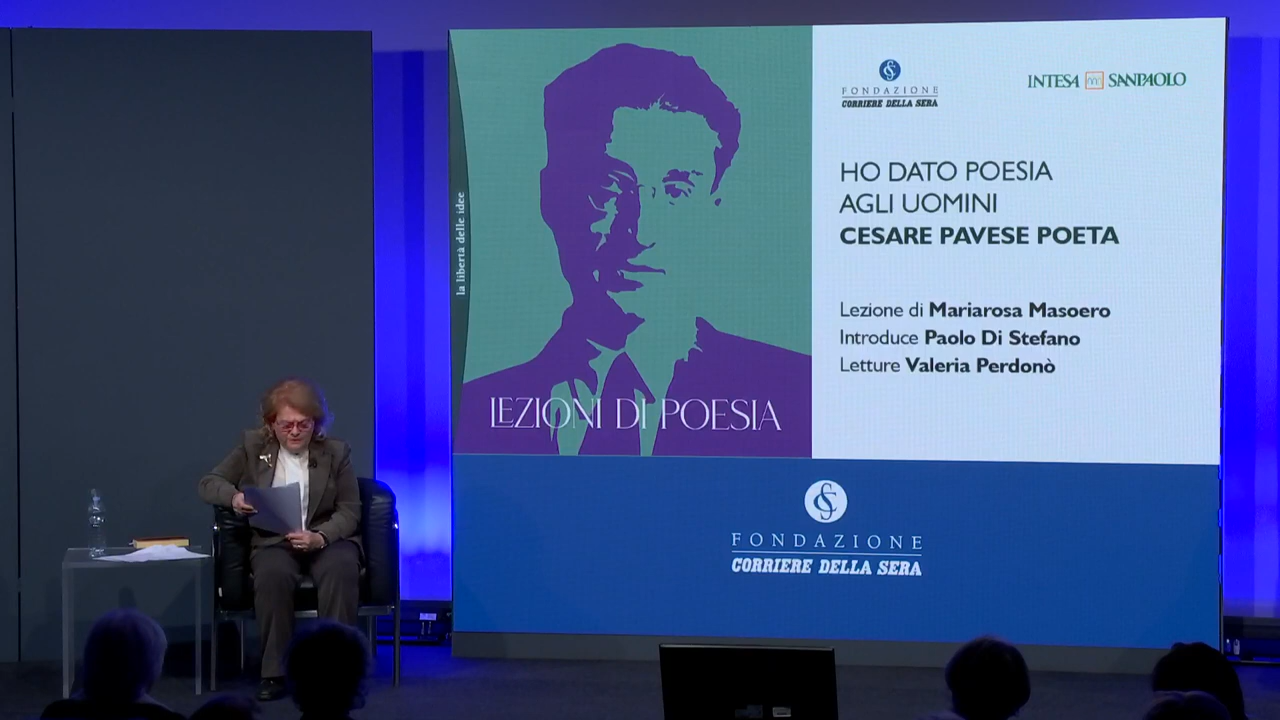 la libertà delle idee
LEZIONI DI POESIA
FONDAZIONE
CORRIERE DELLA SERA
INTESA SANPAOLO
HO DATO POESIA
AGLI UOMINI
CESARE PAVESE POETA
Lezione di Mariarosa Masoero
Introduce Paolo Di Stefano
Letture Valeria Perdonò
FONDAZIONE
CORRIERE DELLA SERA